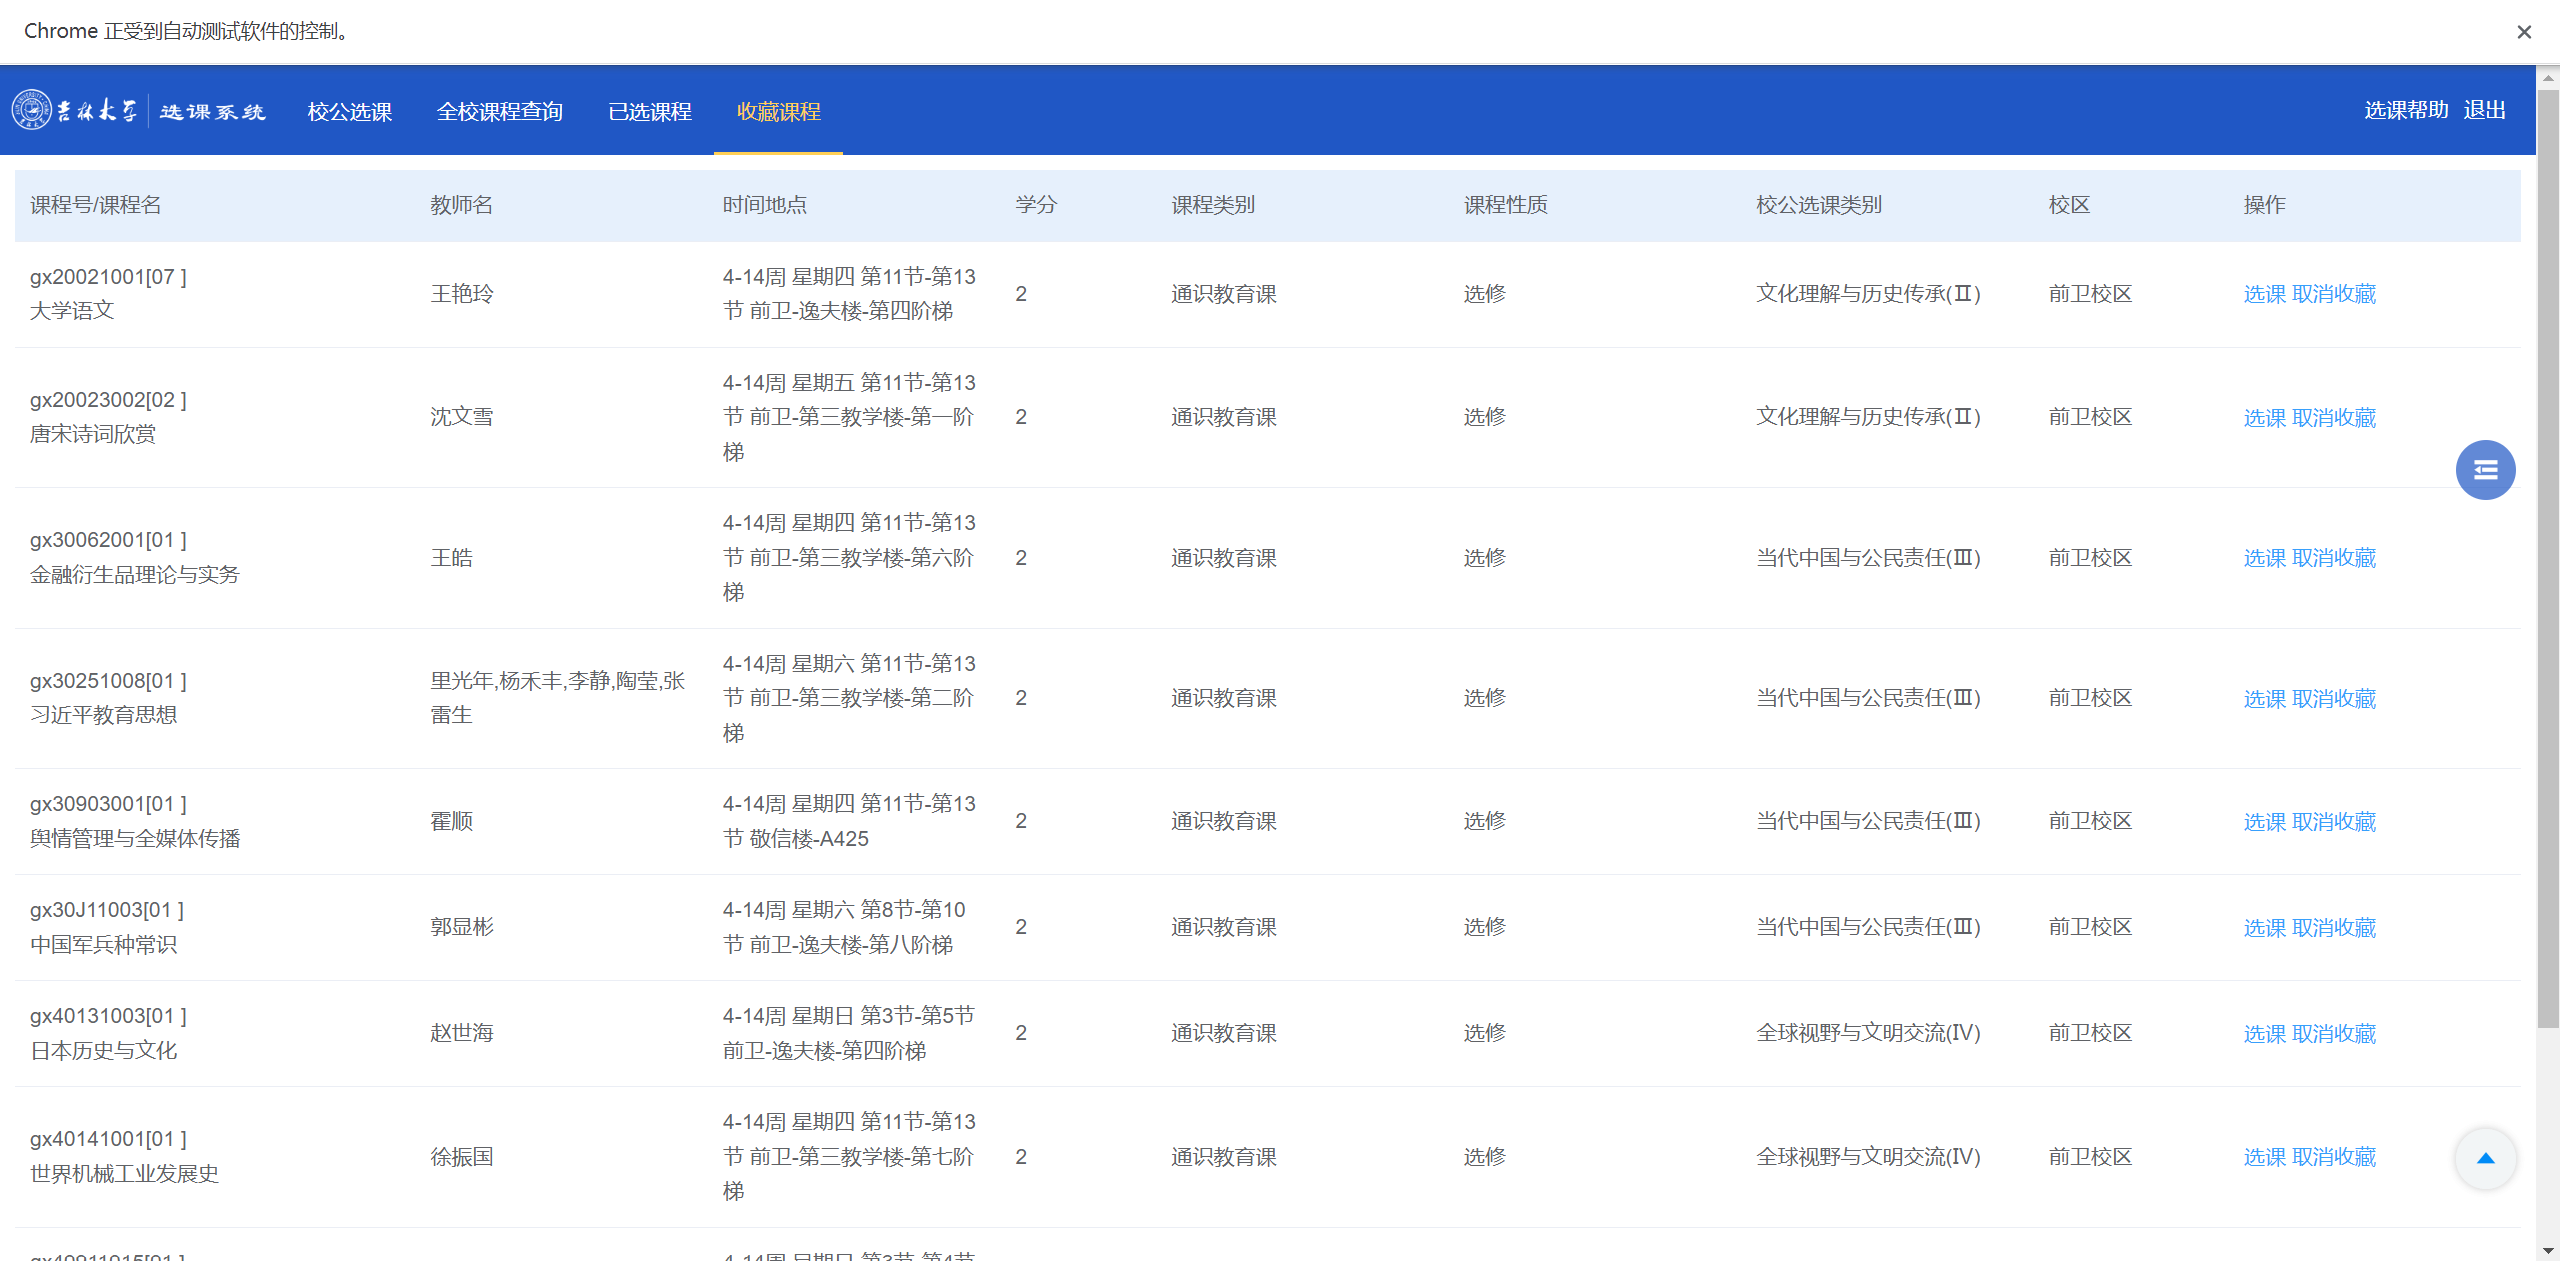 Chrome 正受到自动测试软件的控制。
吉林大学 选课系统 校公选课 全校课程查询 已选课程 收藏课程 选课帮助 退出
课程号/课程名 教师名 时间地点 学分 课程类别 课程性质 校公选课类别 校区 操作
gx20021001[07 ]
大学语文
王艳玲
4-14周 星期四 第11节-第13
节 前卫-逸夫楼-第四阶梯
2
通识教育课
选修
文化理解与历史传承(Ⅱ)
前卫校区
选课 取消收藏
gx20023002[02 ]
唐宋诗词欣赏
沈文雪
4-14周 星期五 第11节-第13
节 前卫-第三教学楼-第一阶
梯
2
通识教育课
选修
文化理解与历史传承(Ⅱ)
前卫校区
选课 取消收藏
gx30062001[01 ]
金融衍生品理论与实务
王皓
4-14周 星期四 第11节-第13
节 前卫-第三教学楼-第六阶
梯
2
通识教育课
选修
当代中国与公民责任(Ⅲ)
前卫校区
选课 取消收藏
gx30251008[01 ]
习近平教育思想
里光年,杨禾丰,李静,陶莹,张
雷生
4-14周 星期六 第11节-第13
节 前卫-第三教学楼-第二阶
梯
2
通识教育课
选修
当代中国与公民责任(Ⅲ)
前卫校区
选课 取消收藏
gx30903001[01 ]
舆情管理与全媒体传播
霍顺
4-14周 星期四 第11节-第13
节 敬信楼-A425
2
通识教育课
选修
当代中国与公民责任(Ⅲ)
前卫校区
选课 取消收藏
gx30J11003[01 ]
中国军兵种常识
郭显彬
4-14周 星期六 第8节-第10
节 前卫-逸夫楼-第八阶梯
2
通识教育课
选修
当代中国与公民责任(Ⅲ)
前卫校区
选课 取消收藏
gx40131003[01 ]
日本历史与文化
赵世海
4-14周 星期日 第3节-第5节
前卫-逸夫楼-第四阶梯
2
通识教育课
选修
全球视野与文明交流(Ⅳ)
前卫校区
选课 取消收藏
gx40141001[01 ]
世界机械工业发展史
徐振国
4-14周 星期四 第11节-第13
节 前卫-第三教学楼-第七阶
梯
2
通识教育课
选修
全球视野与文明交流(Ⅳ)
前卫校区
选课 取消收藏
4-14周 星期日 第3节-第4节